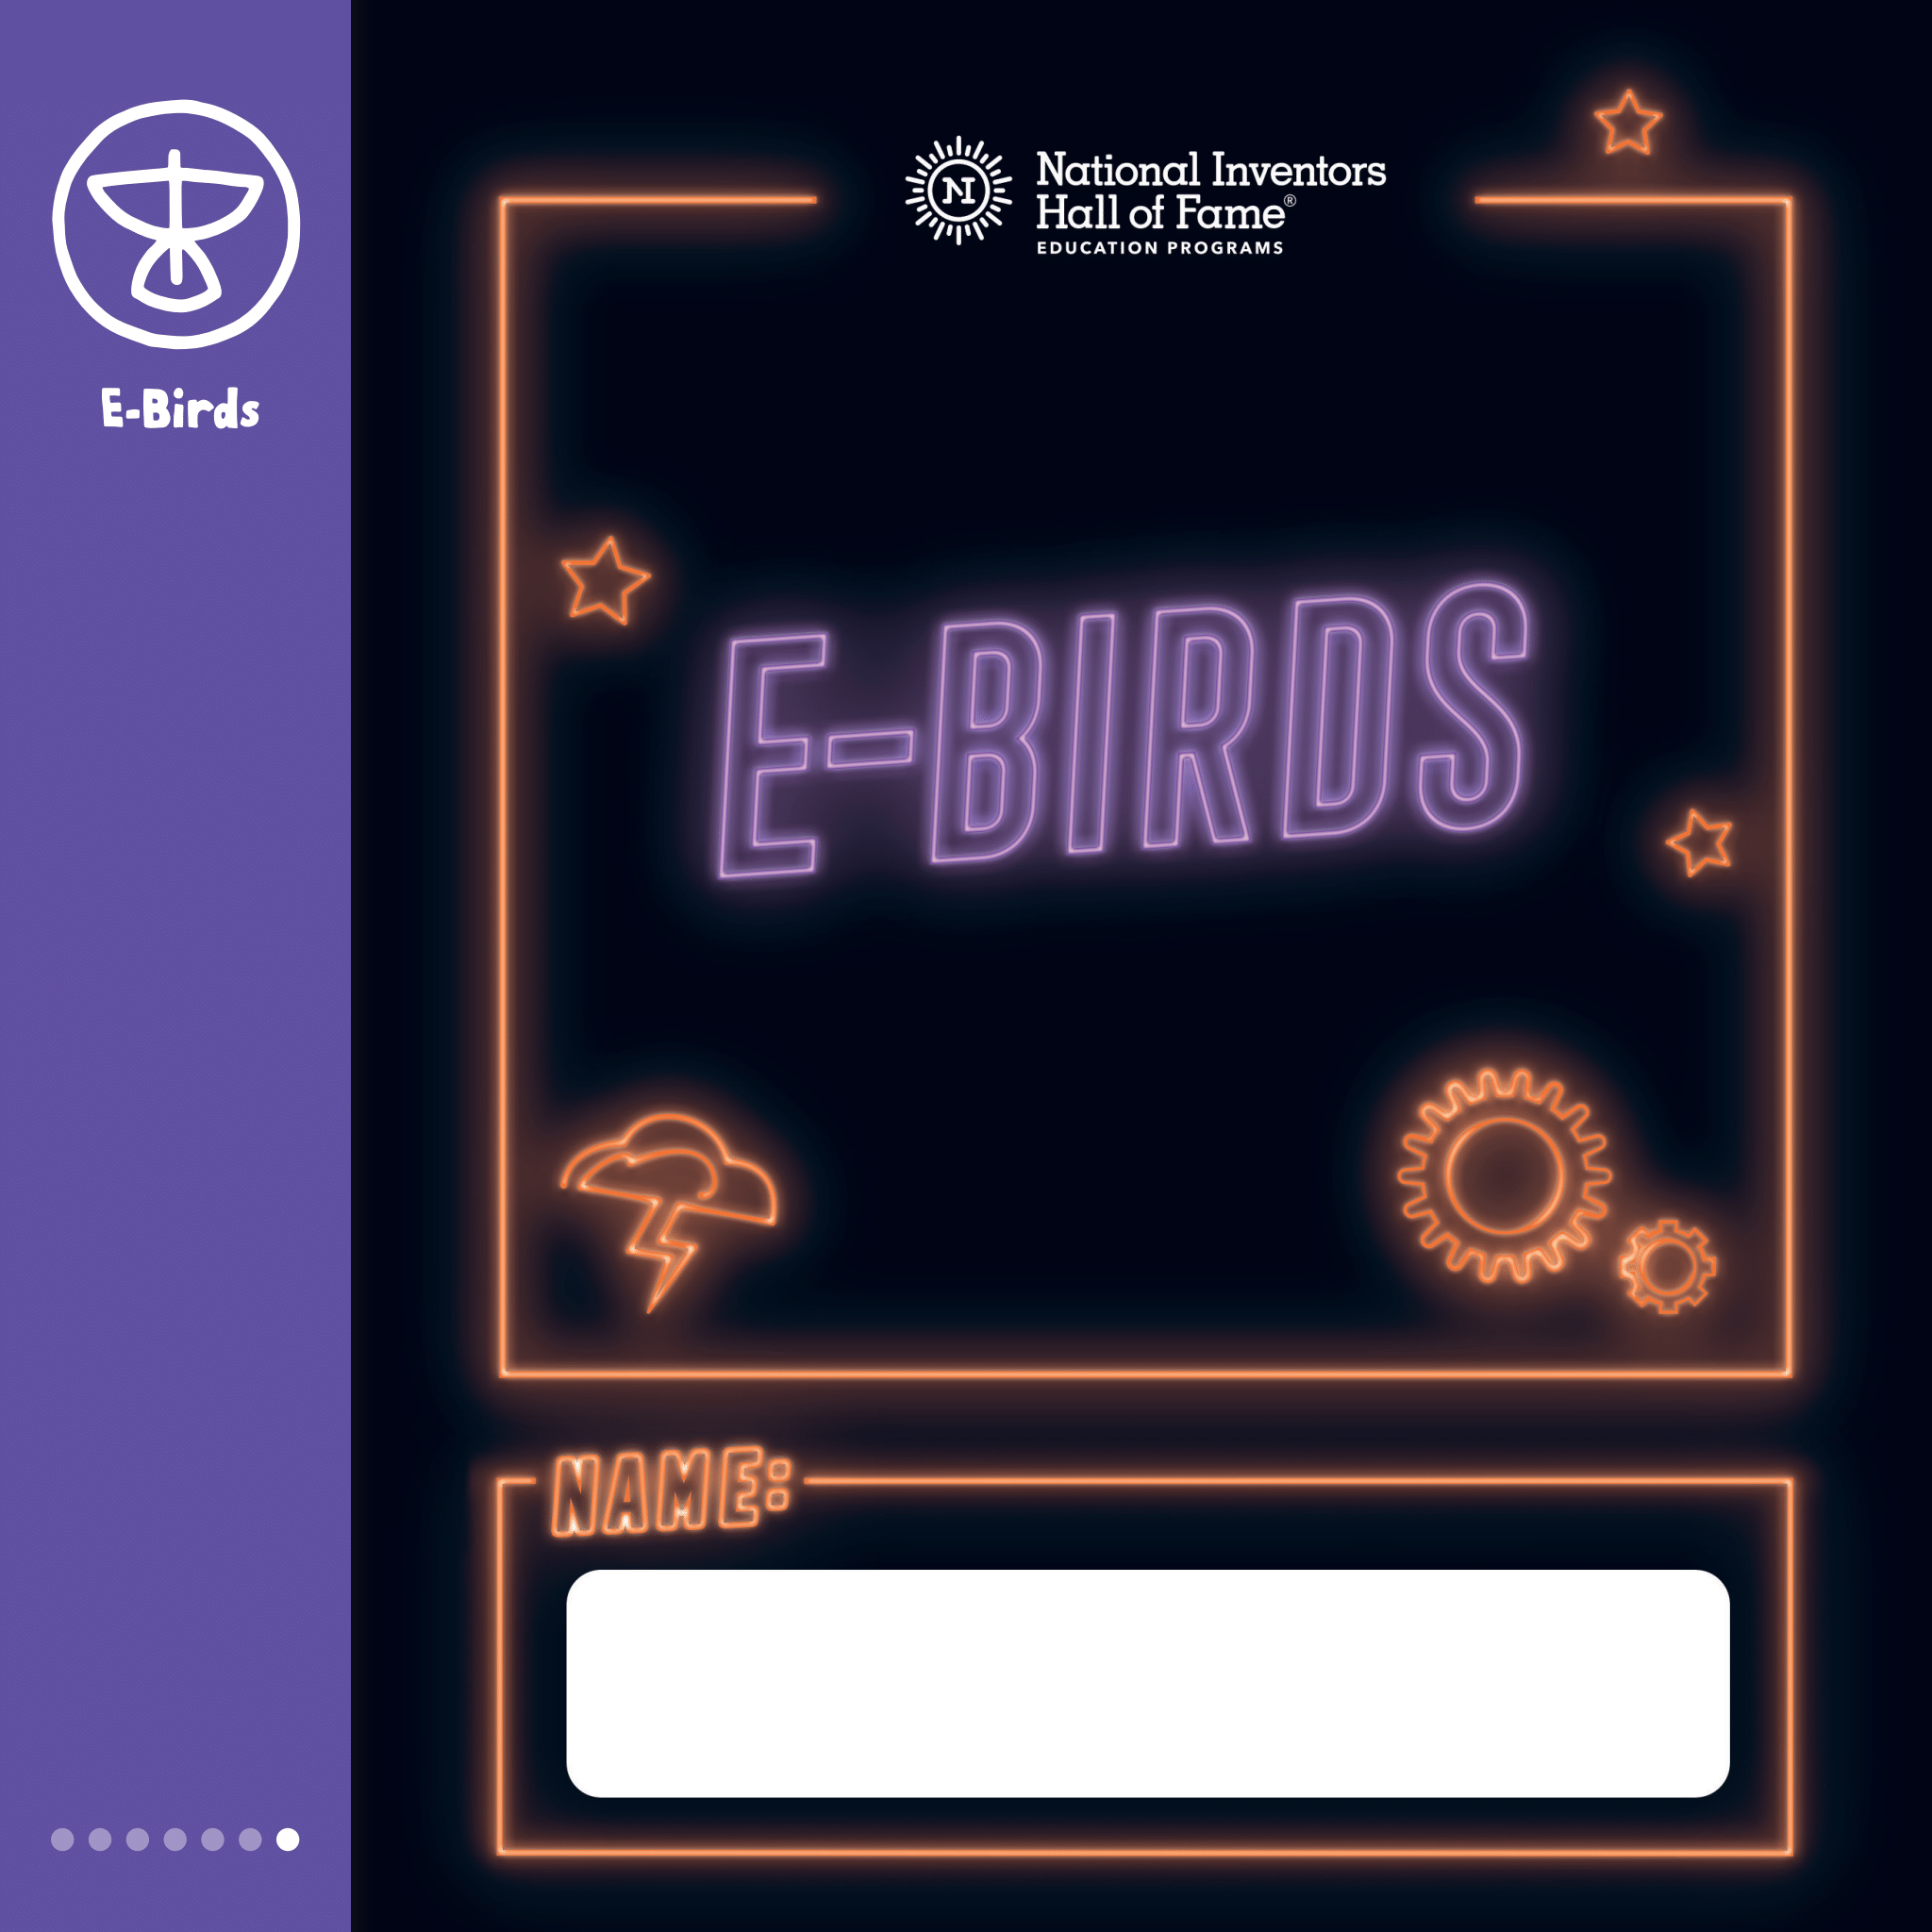 E-Birds
N
National Inventors
Hall of Fame®
EDUCATION PROGRAMS
E-BIRDS
NAME: